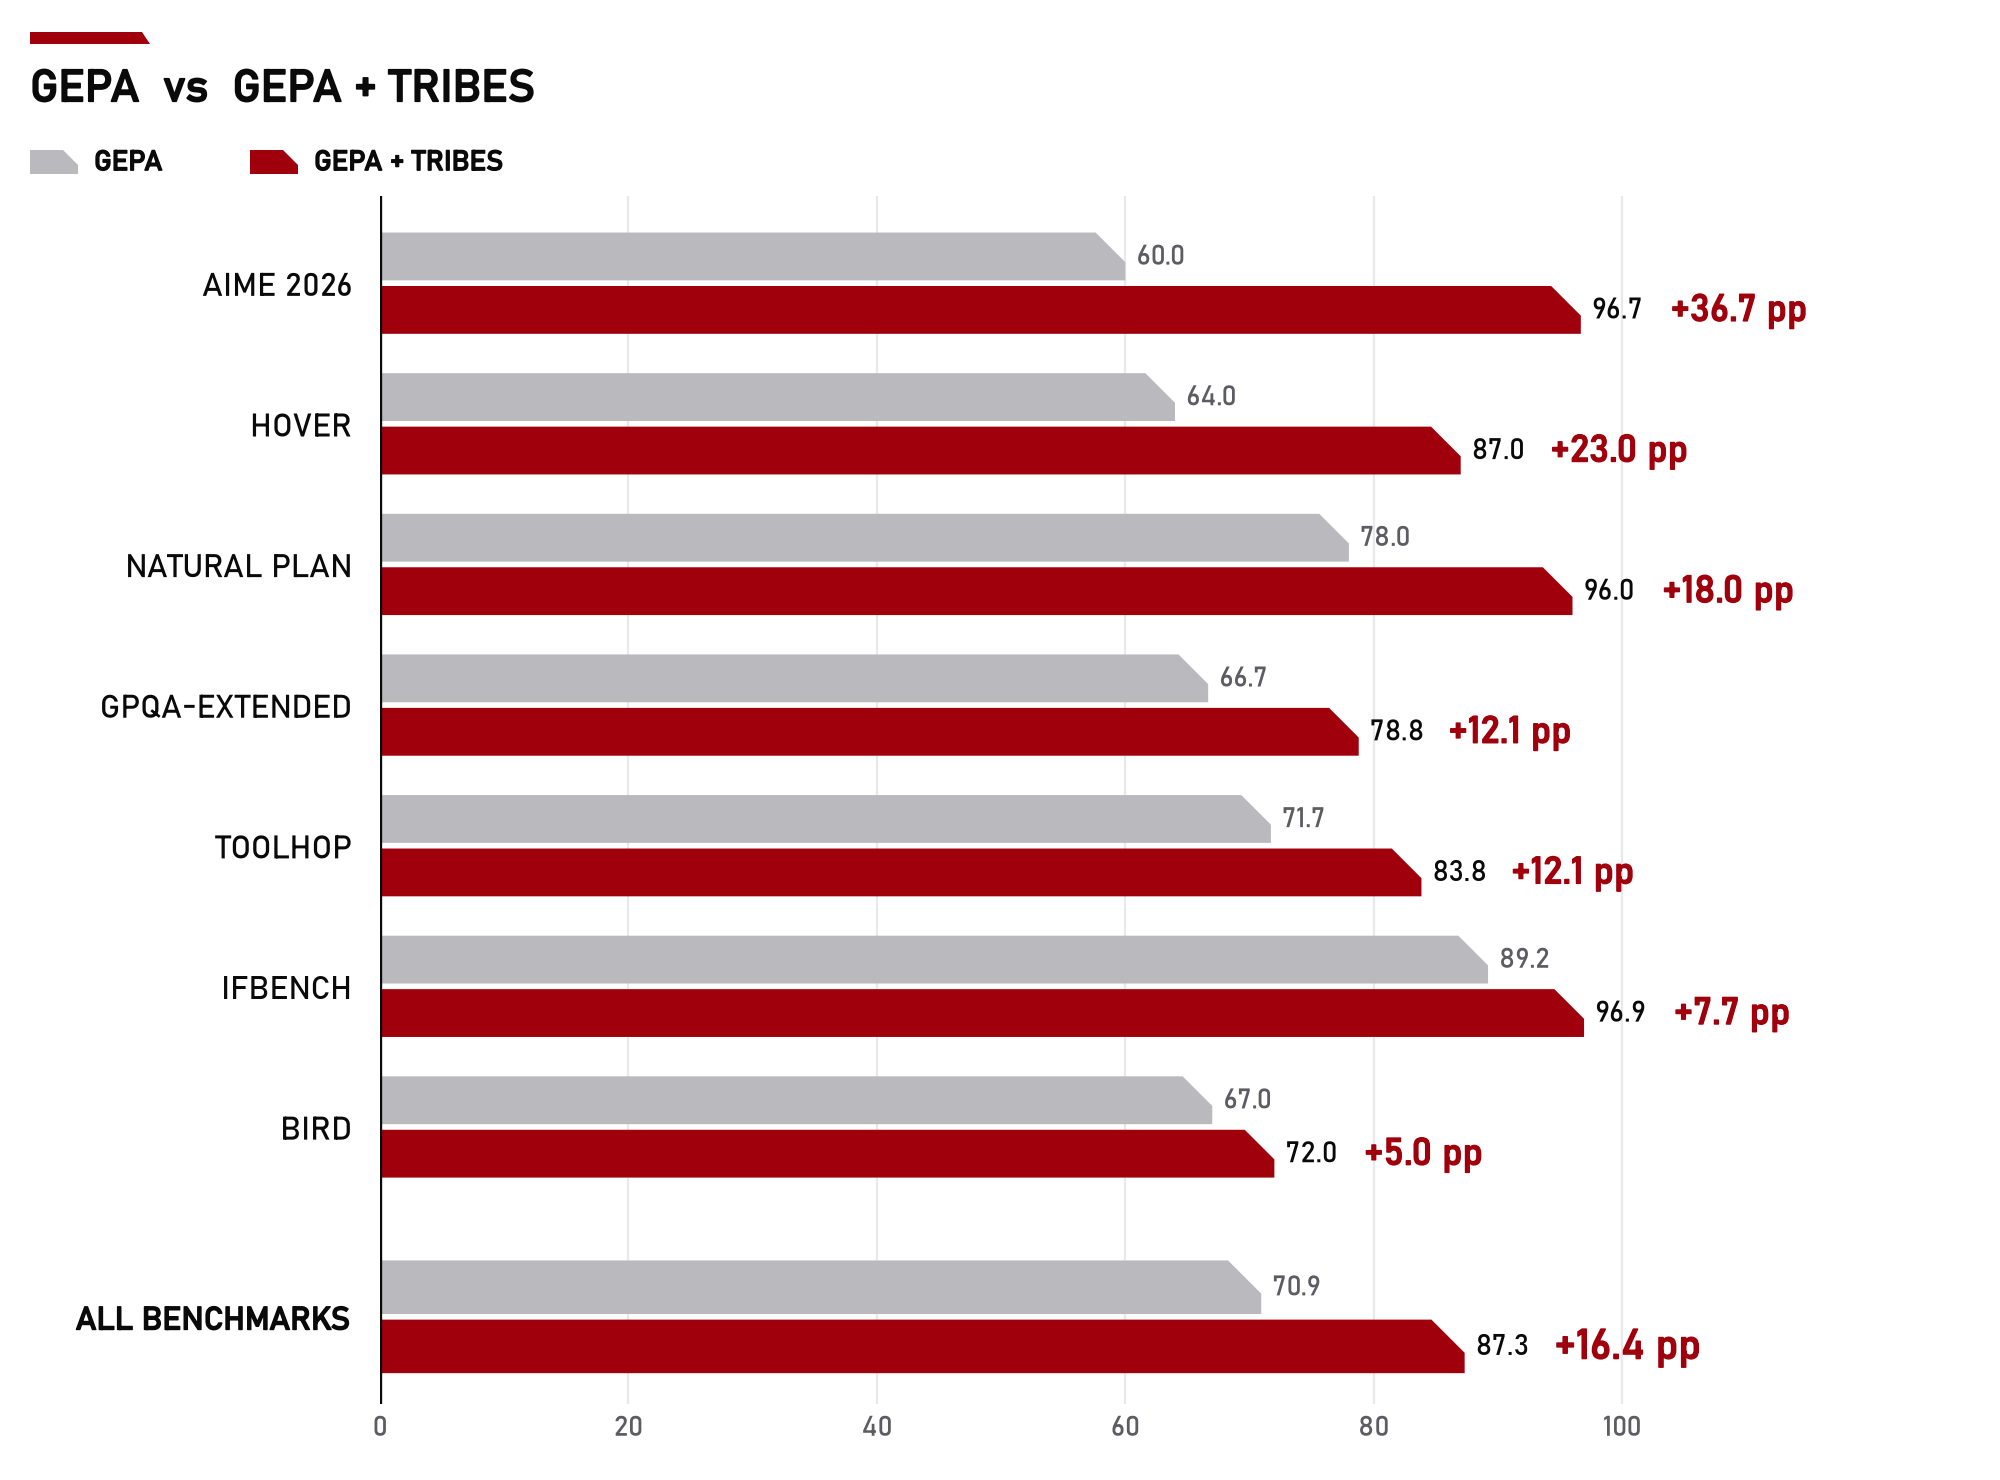 GEPA vs GEPA + TRIBES
GEPA
GEPA + TRIBES
AIME 2026
60.0
96.7 +36.7 pp
HOVER
64.0
87.0 +23.0 pp
NATURAL PLAN
78.0
96.0 +18.0 pp
GPQA-EXTENDED
66.7
78.8 +12.1 pp
TOOLHOP
71.7
83.8 +12.1 pp
IFBENCH
89.2
96.9 +7.7 pp
BIRD
67.0
72.0 +5.0 pp
ALL BENCHMARKS
70.9
87.3 +16.4 pp
0 20 40 60 80 100